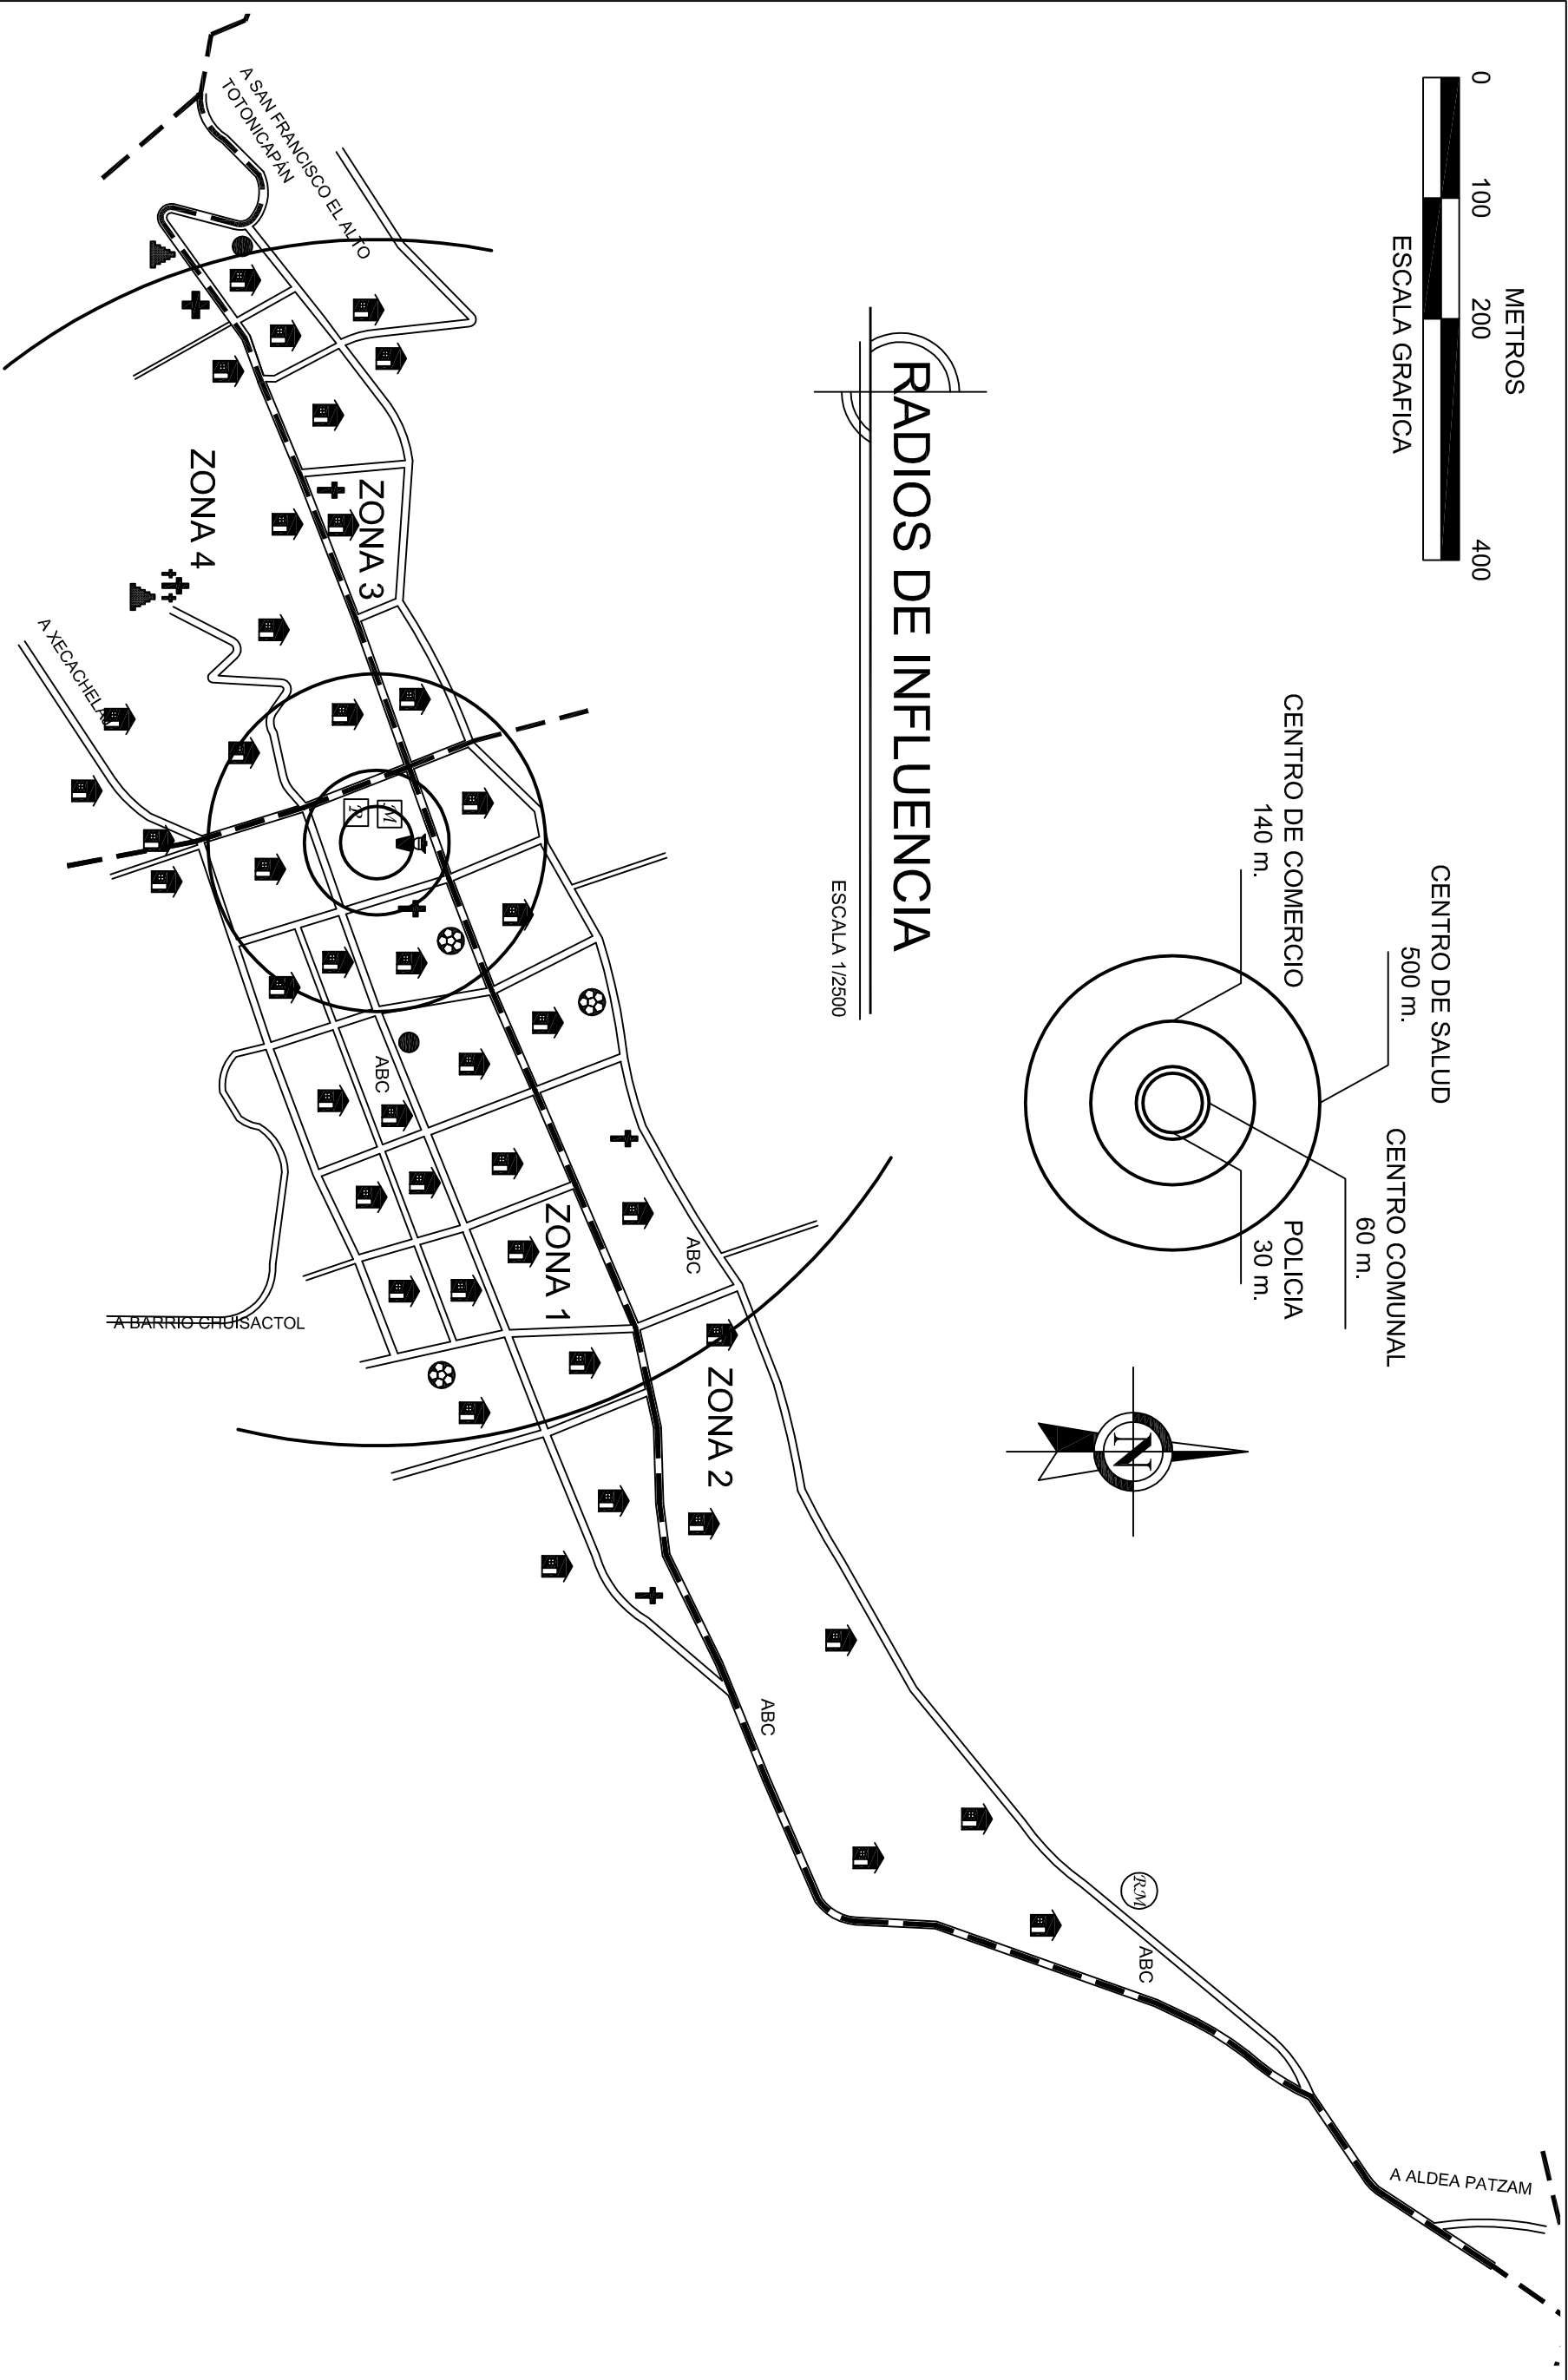 METROS
0 100 200 400
ESCALA GRAFICA
CENTRO DE SALUD
500 m.
CENTRO COMUNAL
60 m.
CENTRO DE COMERCIO
140 m.
POLICIA
30 m.
N
RADIOS DE INFLUENCIA
ESCALA 1/2500
A SAN FRANCISCO EL ALTO
TOTONICAPÁN
ZONA 3
ZONA 4
A XECACHELAJ
M
P
ABC
ZONA 1
ABC
ZONA 2
A BARRIO CHUISACTOL
ABC
RM
ABC
A ALDEA PATZAM